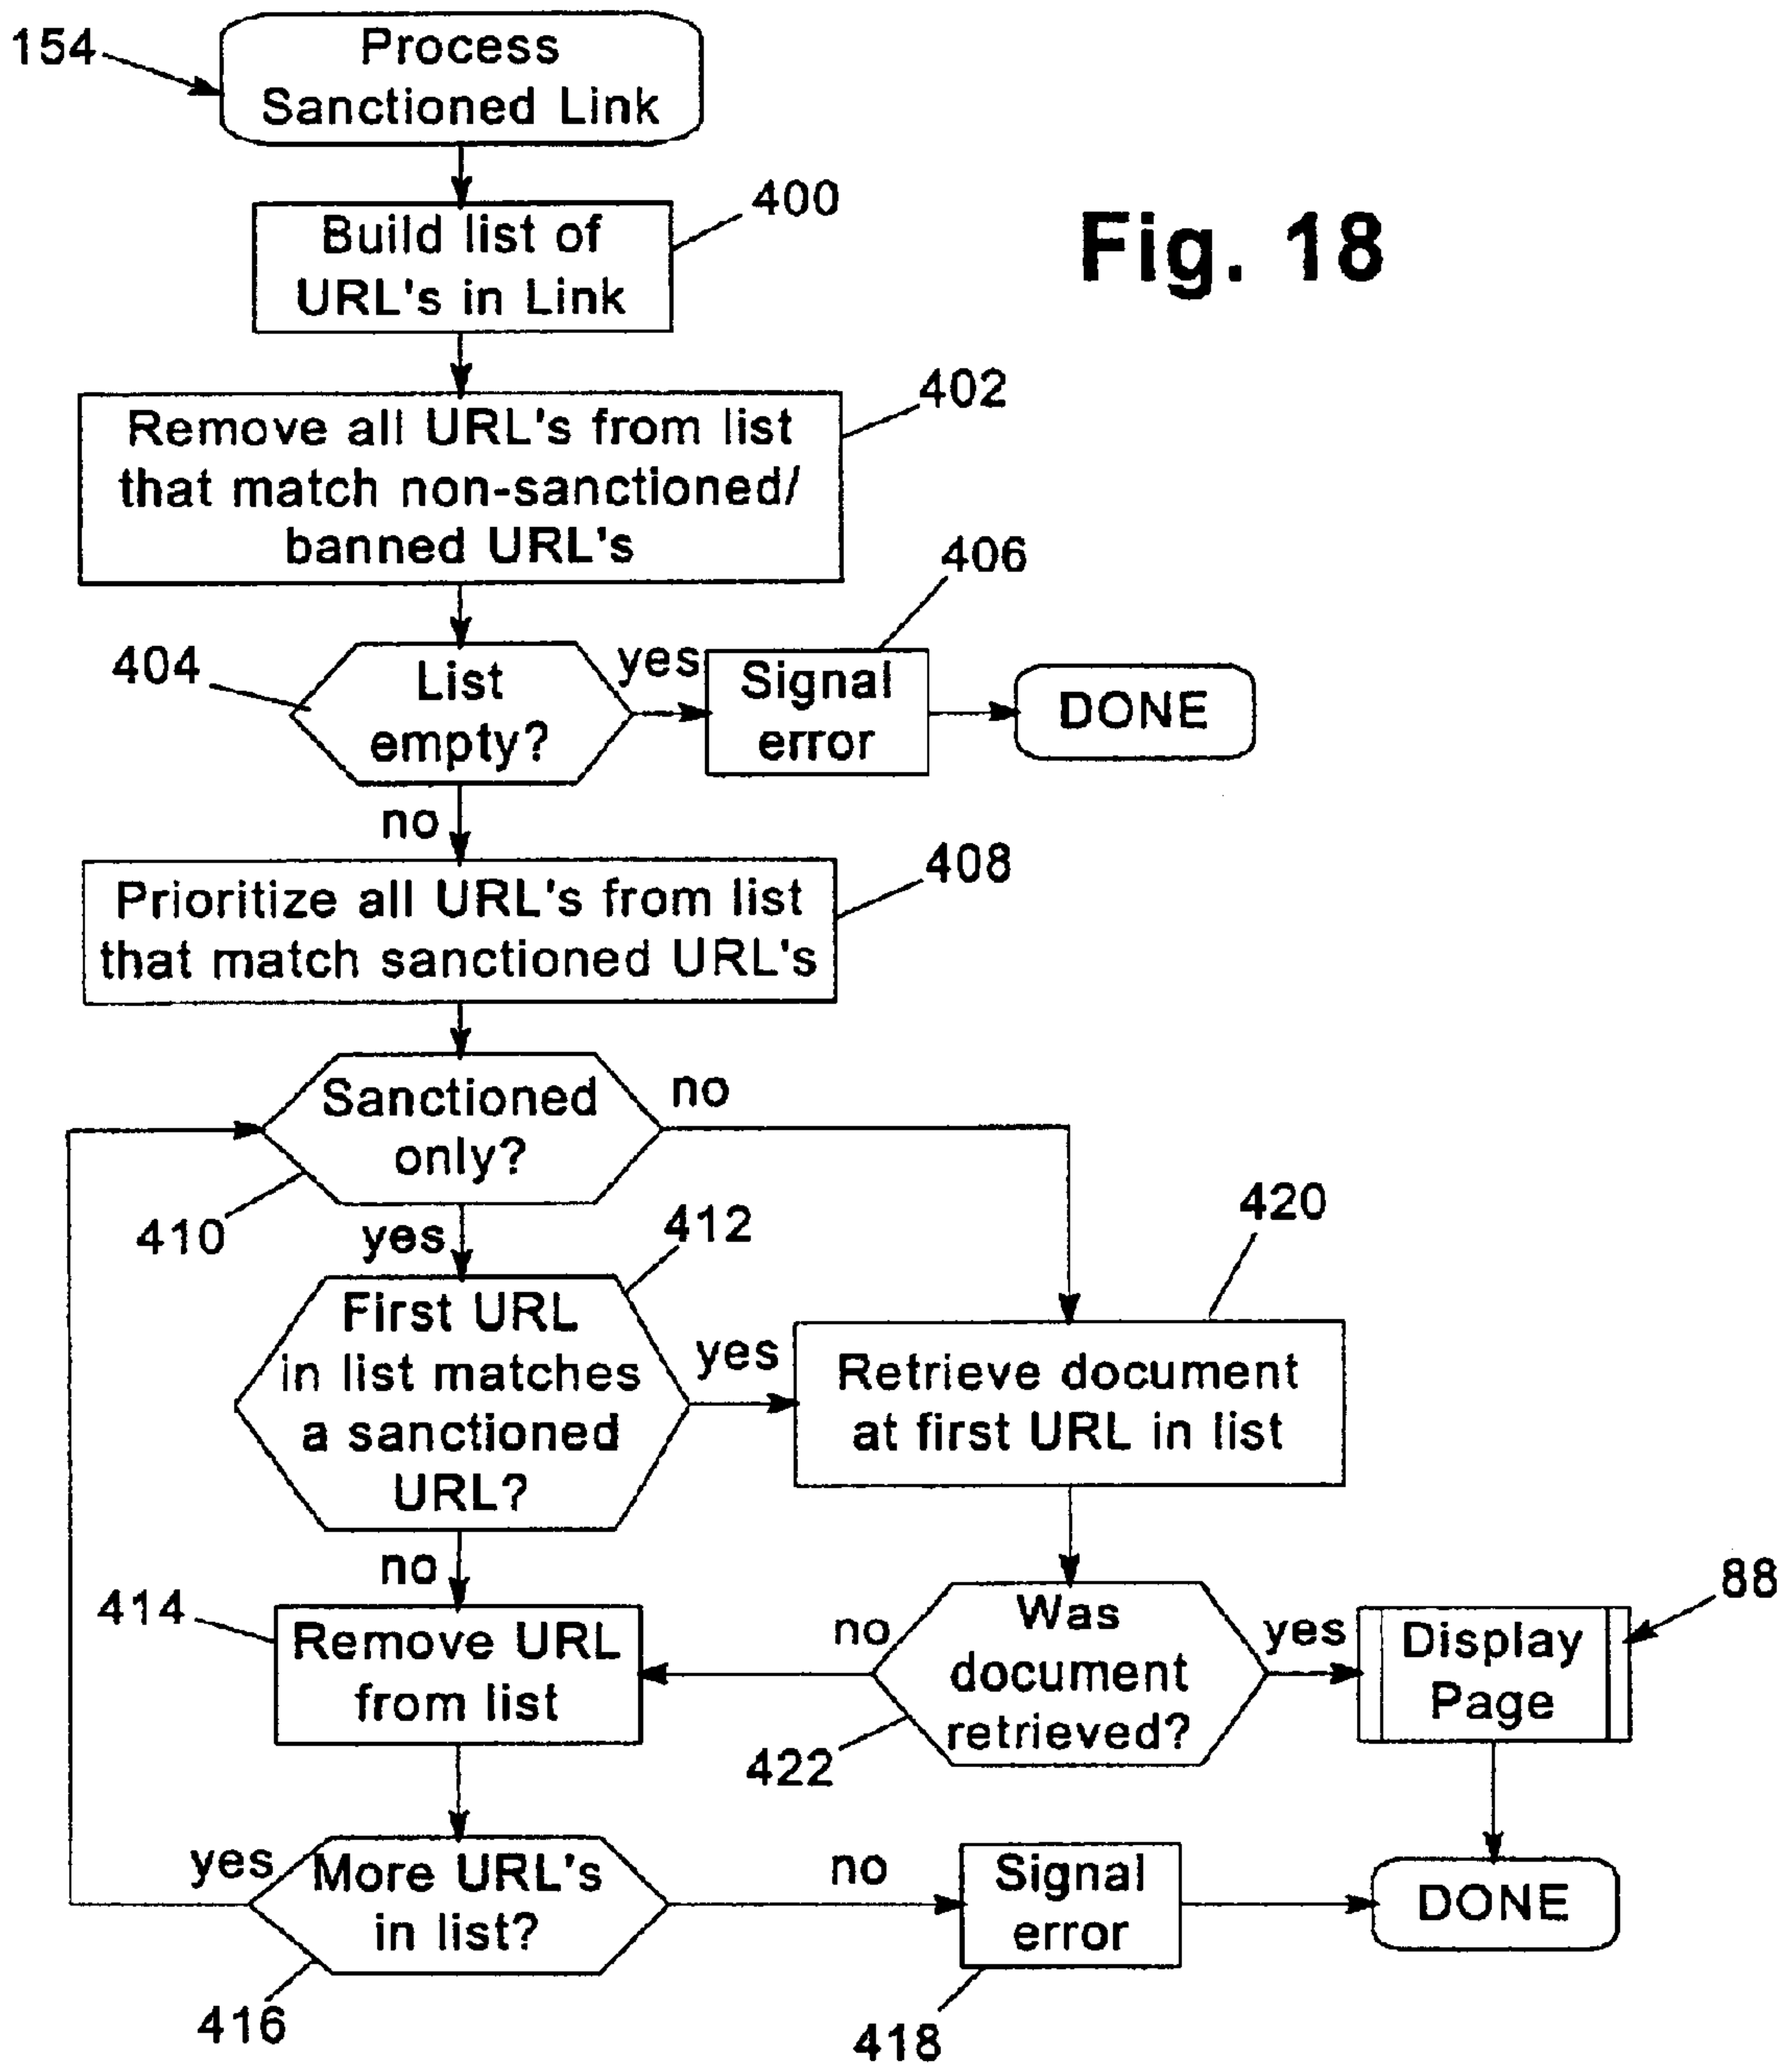 154
Process
Sanctioned Link
400
Build list of
URL's in Link
Fig. 18
402
Remove all URL's from list
that match non-sanctioned/
banned URL's
406
404
List
empty?
yes
Signal
error
DONE
no
408
Prioritize all URL's from list
that match sanctioned URL's
Sanctioned
only?
no
410
yes
412
420
First URL
in list matches
a sanctioned
URL?
yes
Retrieve document
at first URL in list
no
414
Remove URL
from list
no
Was
document
retrieved?
422
yes
Display
Page
88
yes
More URL's
in list?
no
Signal
error
DONE
416
418